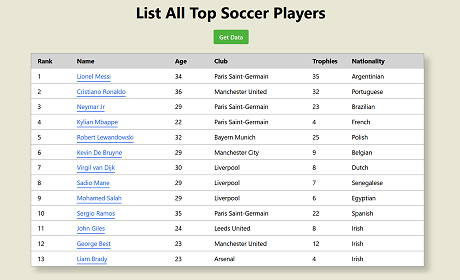 List All Top Soccer Players
Get Data
Rank Name Age Club Trophies Nationality
1 Lionel Messi 34 Paris Saint-Germain 35 Argentinian
2 Cristiano Ronaldo 36 Manchester United 32 Portuguese
3 Neymar Jr 29 Paris Saint-Germain 23 Brazilian
4 Kylian Mbappe 22 Paris Saint-Germain 4 French
5 Robert Lewandowski 32 Bayern Munich 25 Polish
6 Kevin De Bruyne 29 Manchester City 9 Belgian
7 Virgil van Dijk 30 Liverpool 8 Dutch
8 Sadio Mane 29 Liverpool 7 Senegalese
9 Mohamed Salah 29 Liverpool 6 Egyptian
10 Sergio Ramos 35 Paris Saint-Germain 22 Spanish
11 John Giles 24 Leeds United 8 Irish
12 George Best 23 Manchester United 12 Irish
13 Liam Brady 23 Arsenal 4 Irish